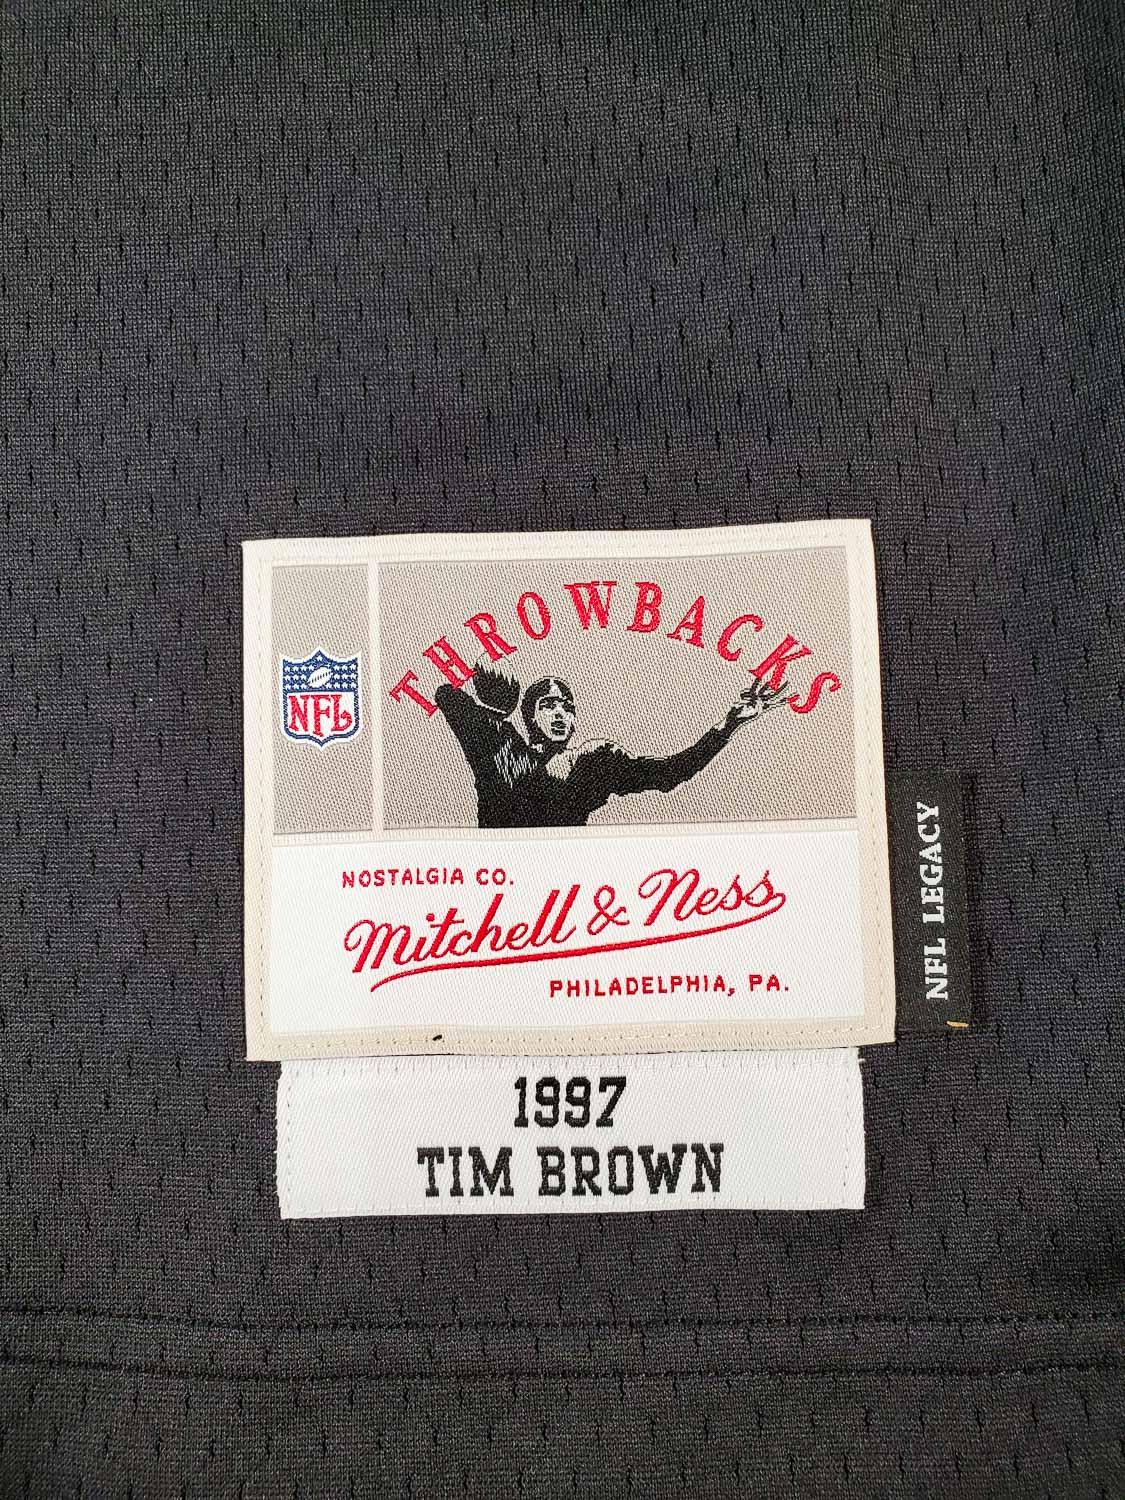 THROWBACKS
NFL
NOSTALGIA CO.
Mitchell & Ness
PHILADELPHIA, PA.
NFL LEGACY
1997
TIM BROWN